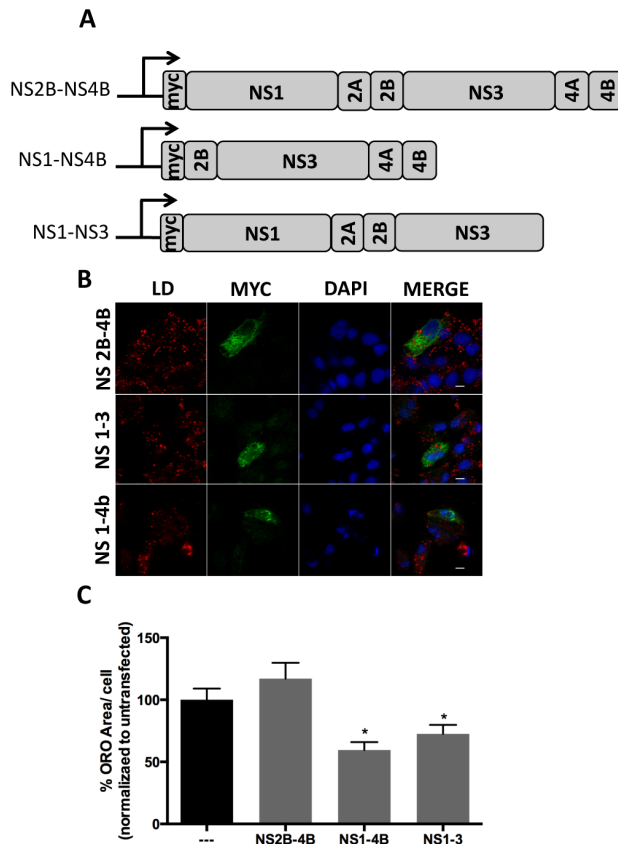 A
NS2B-NS4B
myc NS1 2A 2B NS3 4A 4B
NS1-NS4B
myc 2B NS3 4A 4B
NS1-NS3
myc NS1 2A 2B NS3
B
LD MYC DAPI MERGE
NS 2B-4B
NS 1-3
NS 1-4b
C
% ORO Area/ cell
(normalizaed to untransfected)
150
100
50
0
* *
--- NS2B-4B NS1-4B NS1-3